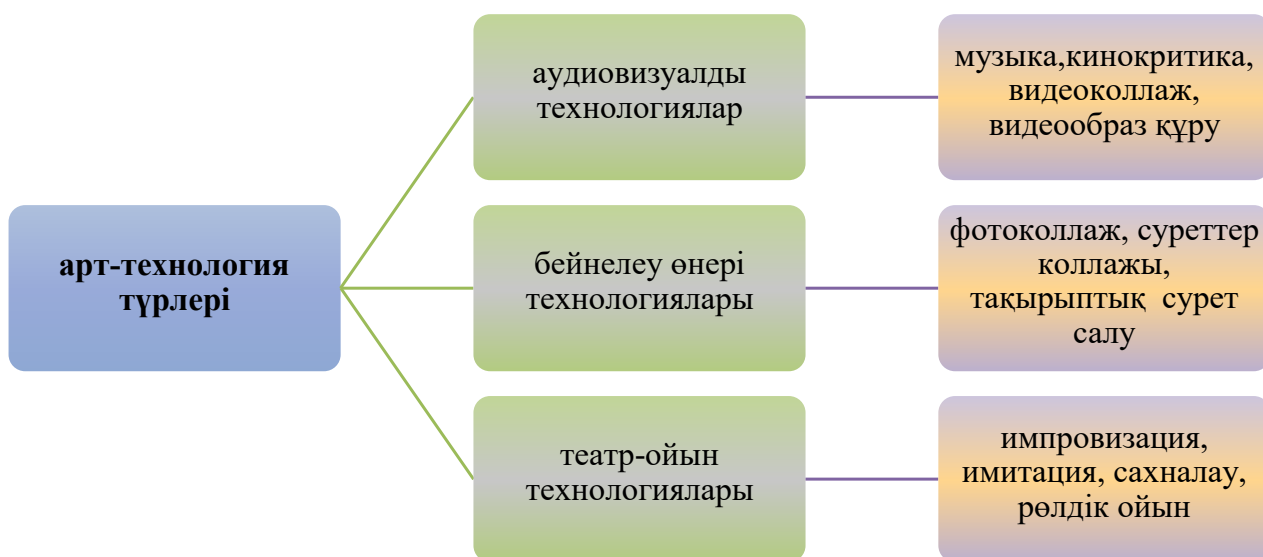 арт-технология
түрлері
аудиовизуалды
технологиялар
музыка,кинокритика,
видеоколлаж,
видеообраз құру
бейнелеу өнері
технологиялары
фотоколлаж, суреттер
коллажы,
тақырыптық  сурет
салу
театр-ойын
технологиялары
импровизация,
имитация, сахналау,
рөлдік ойын